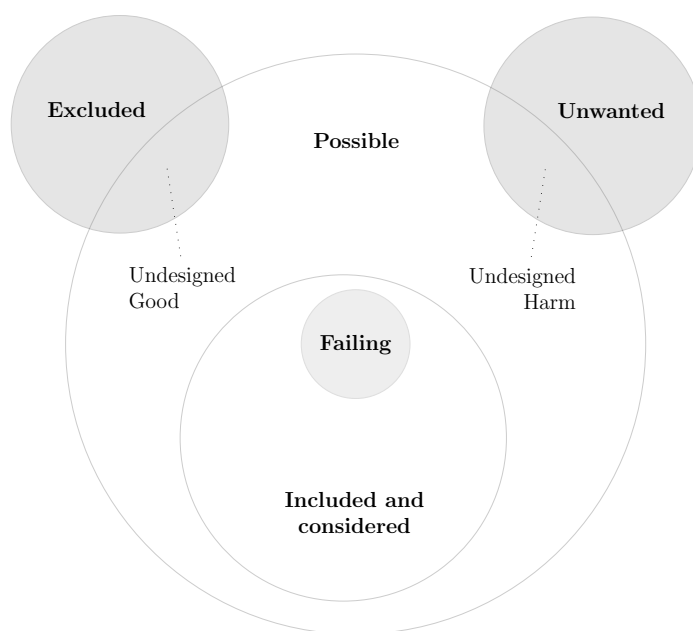 Excluded
Unwanted
Possible
Undesigned
Good
Undesigned
Harm
Failing
Included and
considered